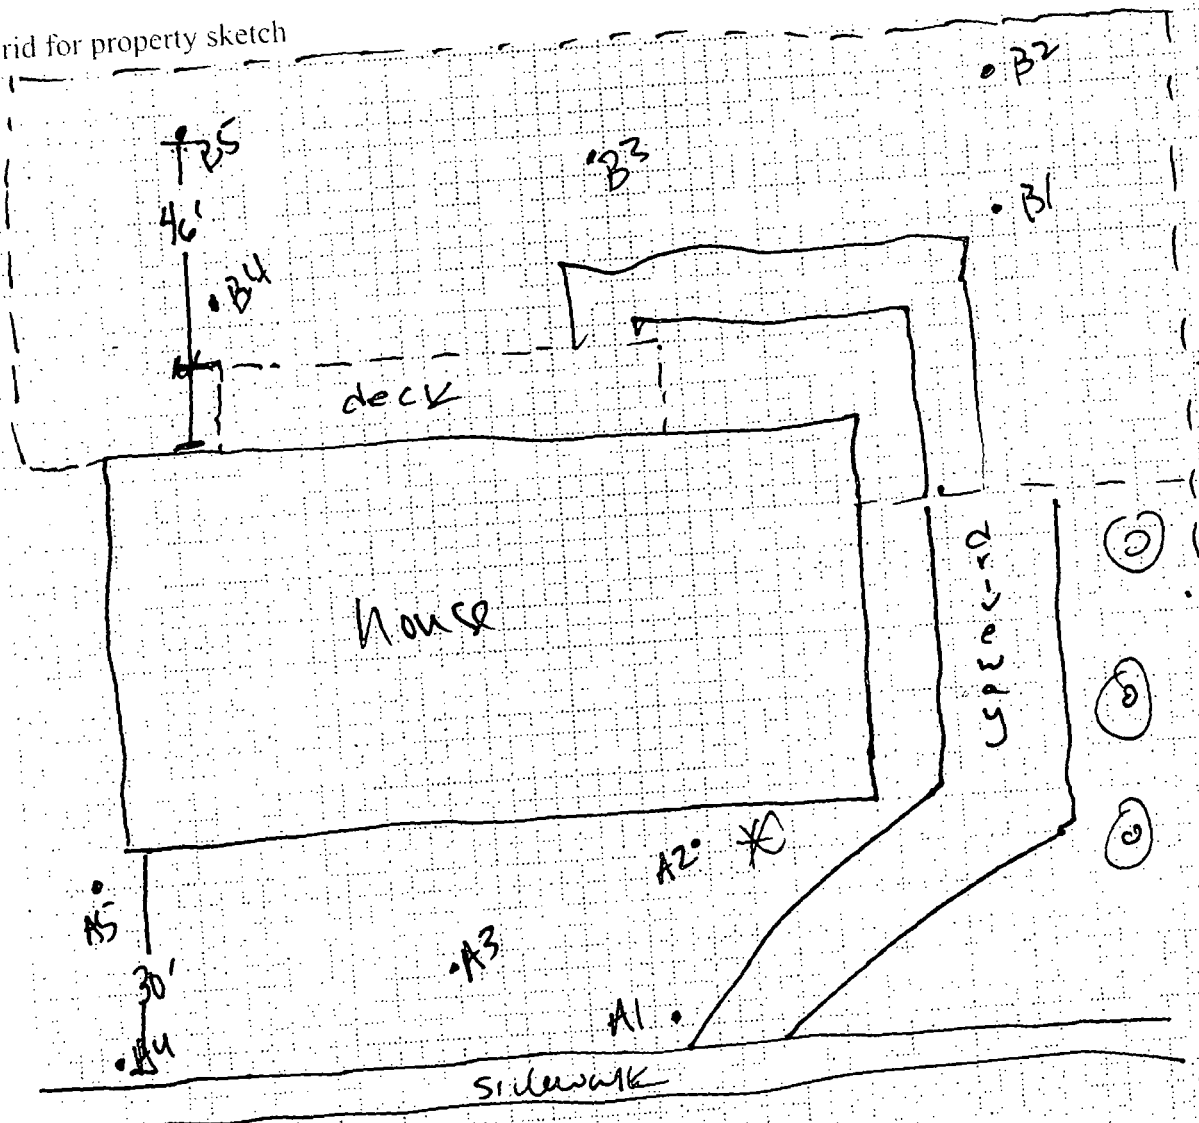 rid for property sketch
B2
B5
B3
46'
B1
B4
deck
driveway
house
A2
A5
A3
30'
A1
A4
Sidewalk